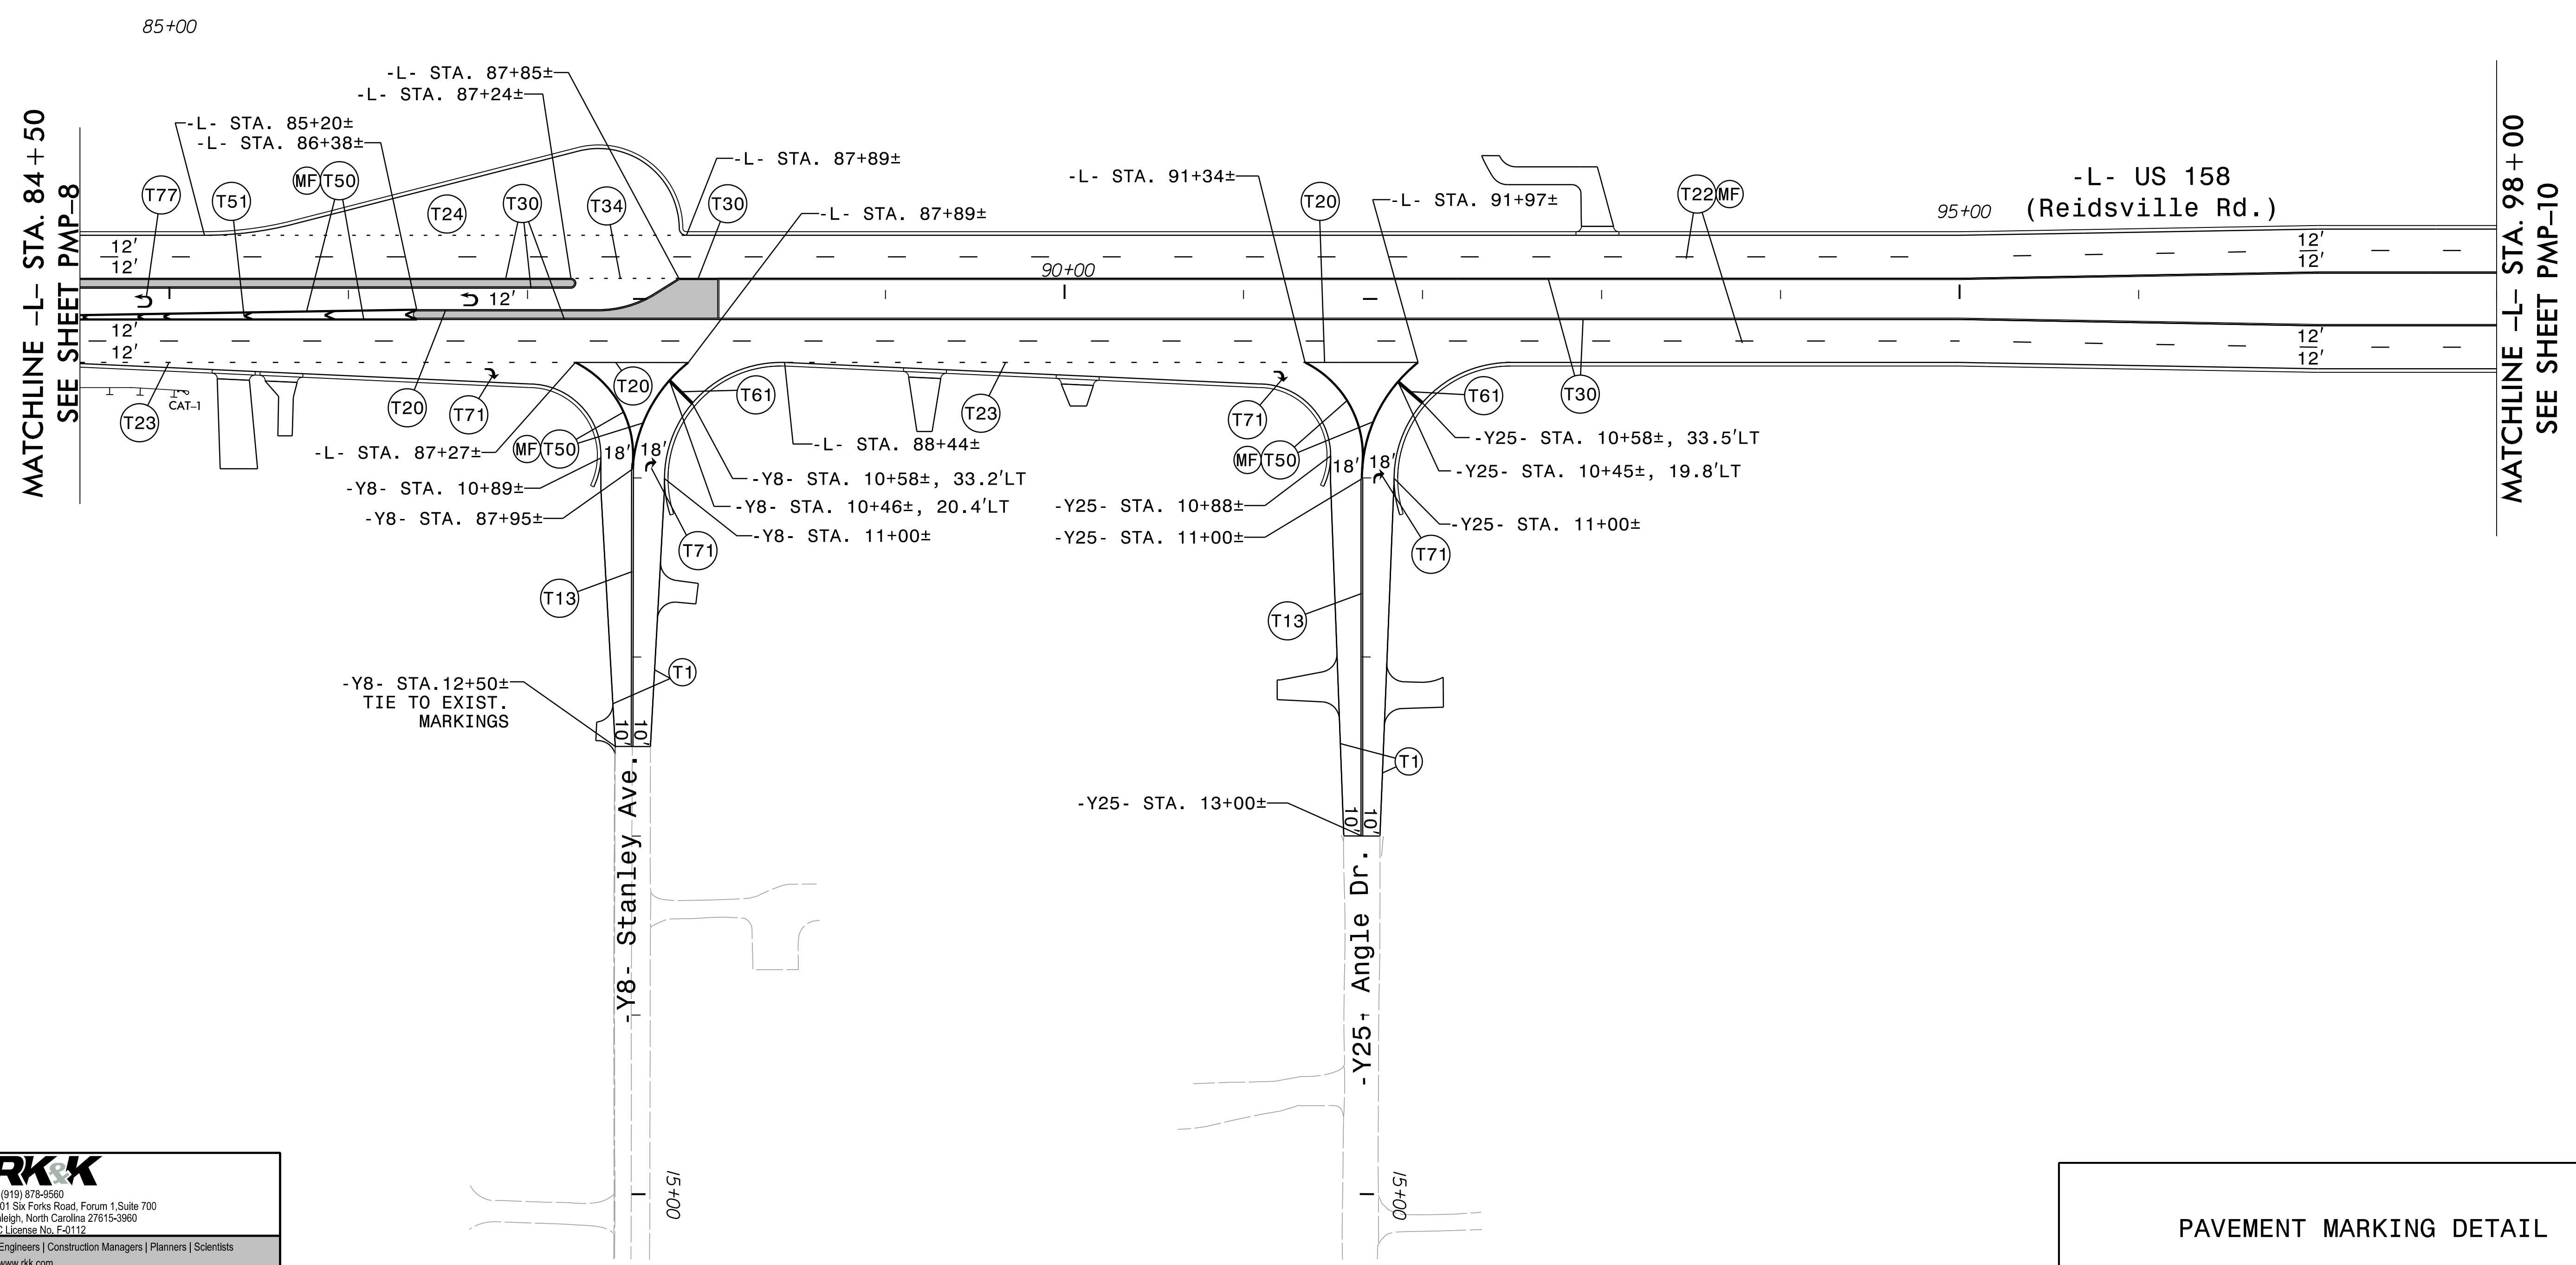 85+00
-L- STA. 87+85±
-L- STA. 87+24±
-L- STA. 85+20±
-L- STA. 86+38±
MATCHLINE -L- STA. 84+50
SEE SHEET PMP-8
T77
T51
MF T50
T24
T30
T34
T30
-L- STA. 87+89±
-L- STA. 87+89±
-L- STA. 91+34±
T20
-L- STA. 91+97±
T22 MF
95+00
-L- US 158
(Reidsville Rd.)
MATCHLINE -L- STA. 98+00
SEE SHEET PMP-10
12'
12'
12'
12'
12'
90+00
12'
12'
12'
12'
CAT-1
T23
T20
T71
T20
T61
T23
T71
T61
T30
-L- STA. 87+27±
MF T50
18'
18'
-L- STA. 88+44±
MF T50
18'
18'
-Y25- STA. 10+58±, 33.5'LT
-Y25- STA. 10+45±, 19.8'LT
-Y8- STA. 10+89±
-Y8- STA. 87+95±
-Y8- STA. 10+58±, 33.2'LT
-Y8- STA. 10+46±, 20.4'LT
-Y8- STA. 11+00±
-Y25- STA. 10+88±
-Y25- STA. 11+00±
-Y25- STA. 11+00±
T71
T71
T13
T13
T1
-Y8- STA.12+50±
TIE TO EXIST.
MARKINGS
10'
10'
T1
-Y25- STA. 13+00±
10'
10'
-Y8- Stanley Ave.
-Y25- Angle Dr.
15+00
15+00
RK&K
(919) 878-9560
01 Six Forks Road, Forum 1,Suite 700
leigh, North Carolina 27615-3960
C License No. F-0112
Engineers | Construction Managers | Planners | Scientists
www.rkk.com
PAVEMENT MARKING DETAIL